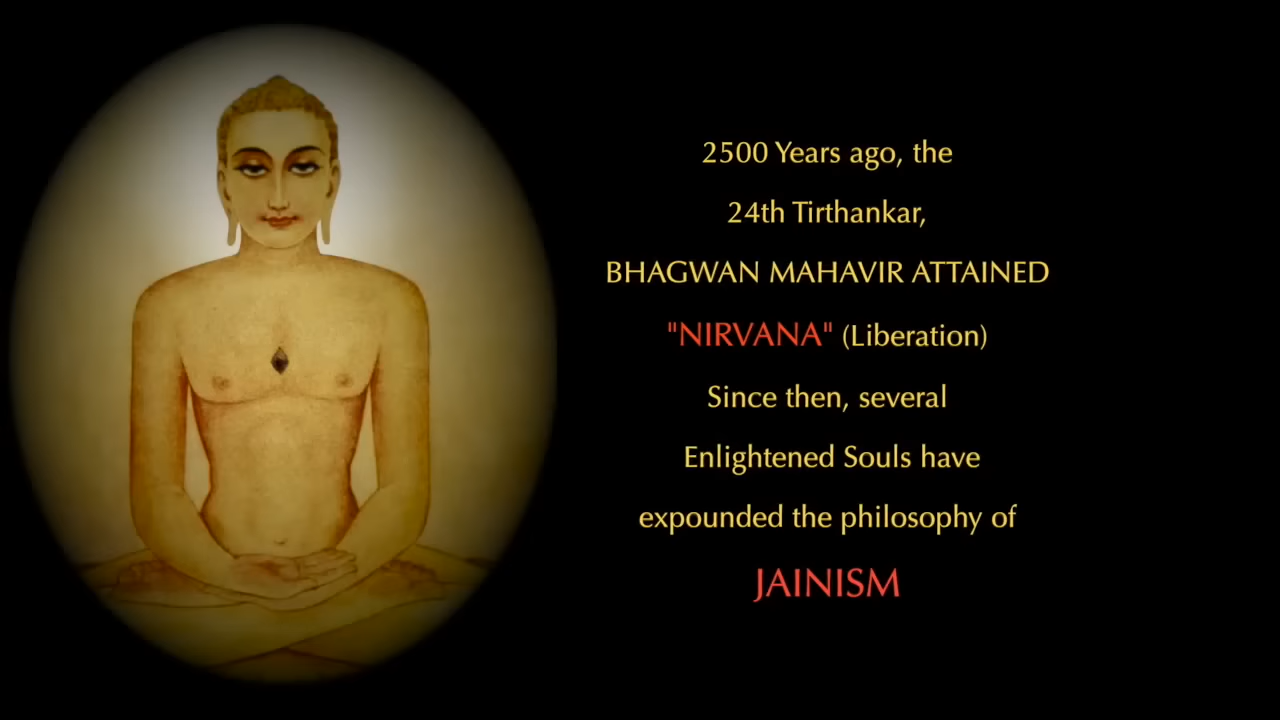 2500 Years ago, the
24th Tirthankar,
BHAGWAN MAHAVIR ATTAINED
"NIRVANA" (Liberation)
Since then, several
Enlightened Souls have
expounded the philosophy of
JAINISM